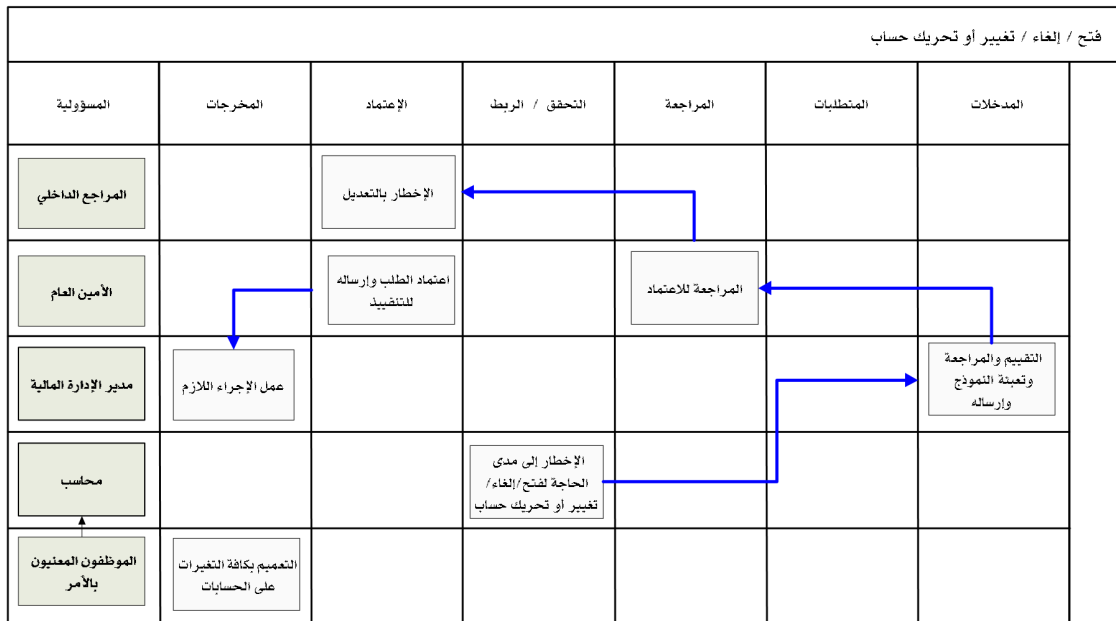 فتح / إلغاء / تغيير أو تحريك حساب
المدخلات
المتطلبات
المراجعة
التحقق / الربط
الإعتماد
المخرجات
المسؤولية
الإخطار بالتعديل
المراجع الداخلي
المراجعة للاعتماد
اعتماد الطلب وإرساله
للتنفييذ
الأمين العام
التقييم والمراجعة
وتعبئة النموذج
وإرساله
عمل الإجراء اللازم
مدير الإدارة المالية
الإخطار إلى مدى
الحاجة لفتح/إلغاء/
تغيير أو تحريك حساب
محاسب
التعميم بكافة التغيرات
على الحسابات
الموظفون المعنيون
بالأمر